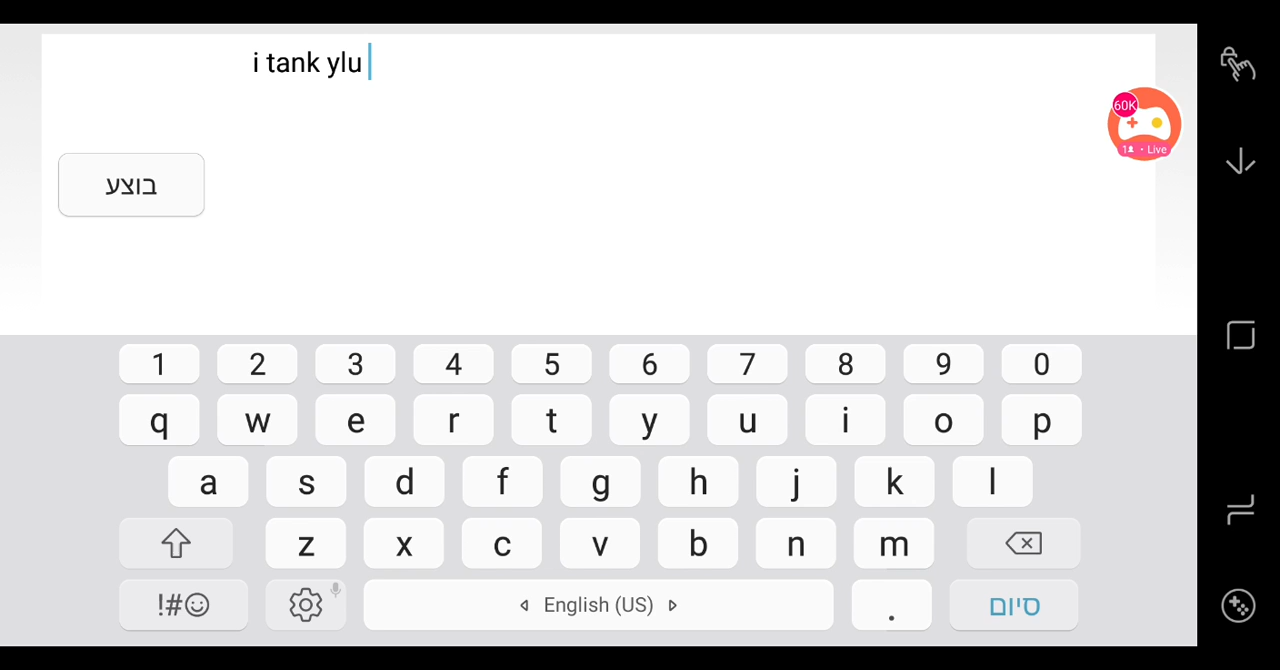 i tank ylu
60K
1 • Live
בוצע
1 2 3 4 5 6 7 8 9 0
q w e r t y u i o p
a s d f g h j k l
z x c v b n m
!#☺ English (US) . סיום